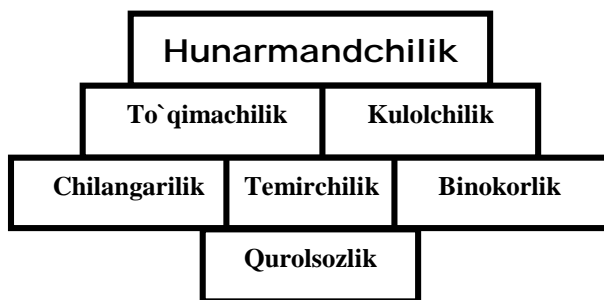 Hunarmandchilik
To`qimachilik Kulolchilik
Chilangarilik Temirchilik Binokorlik
Qurolsozlik